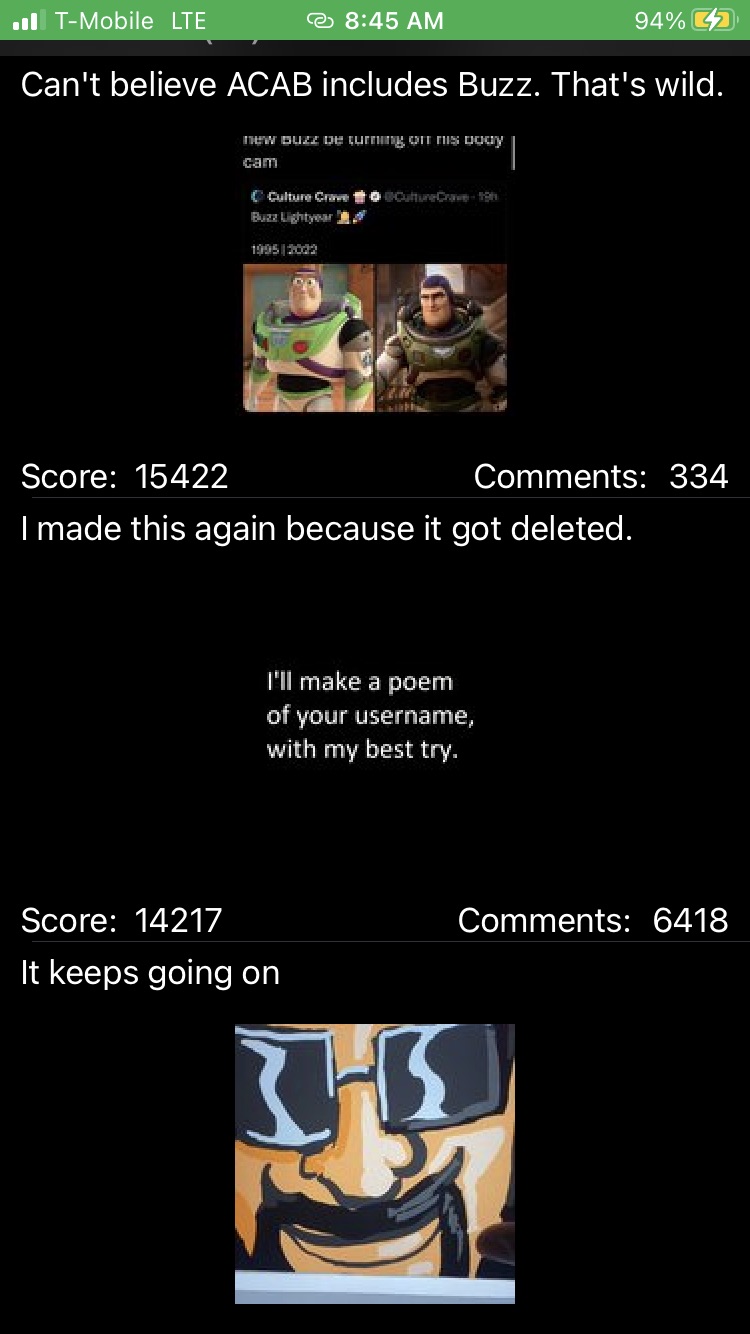 T-Mobile LTE 8:45 AM 94%
Can't believe ACAB includes Buzz. That's wild.
new Buzz be turning off his body
cam
Culture Crave @CultureCrave · 19h
Buzz Lightyear
1995 | 2022
Score: 15422 Comments: 334
I made this again because it got deleted.
I'll make a poem
of your username,
with my best try.
Score: 14217 Comments: 6418
It keeps going on